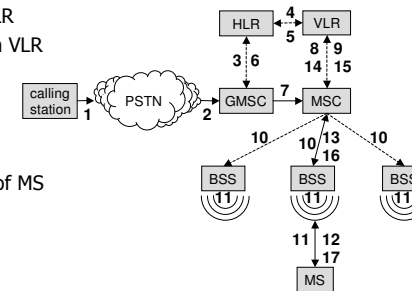 LR
n VLR
of MS
HLR
4
5
VLR
3 6
8 9
14 15
calling
station
1
PSTN
2
GMSC
7
MSC
10
10
13
16
10
BSS
11
BSS
11
BSS
11
11
12
17
MS